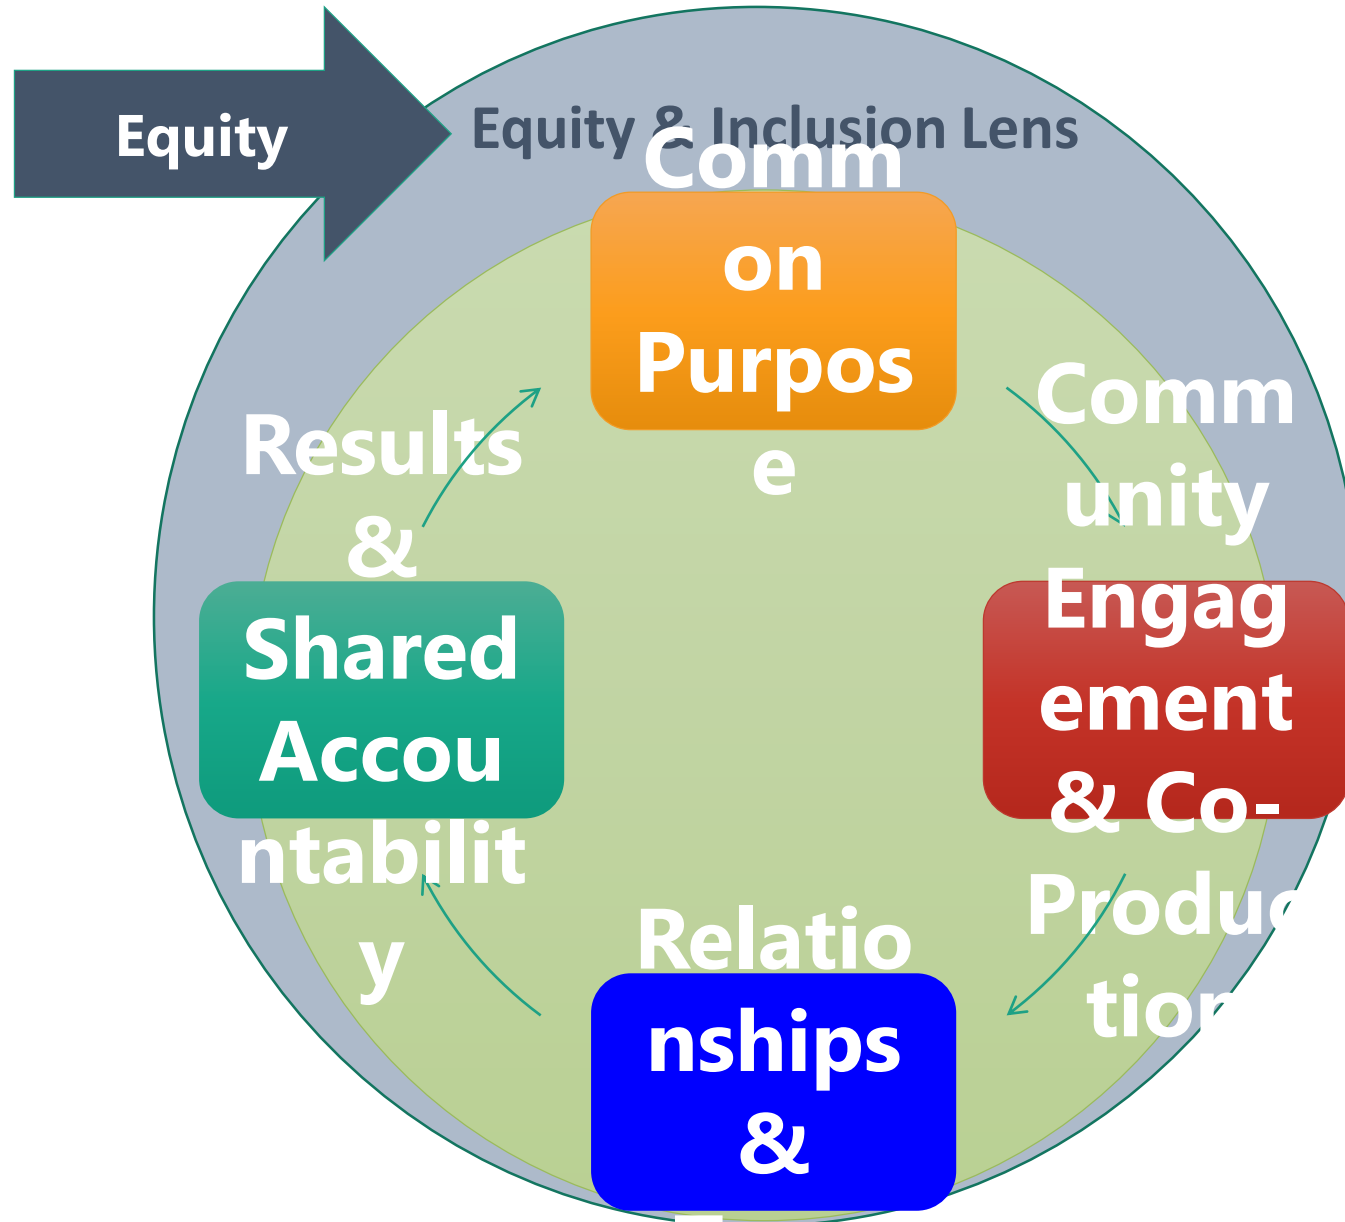 Equity
Equity & Inclusion Lens
Comm
on
Purpos
e
Comm
unity
Engag
ement
& Co-
Produc
tion
Relatio
nships
&
Results
&
Shared
Accou
ntabilit
y